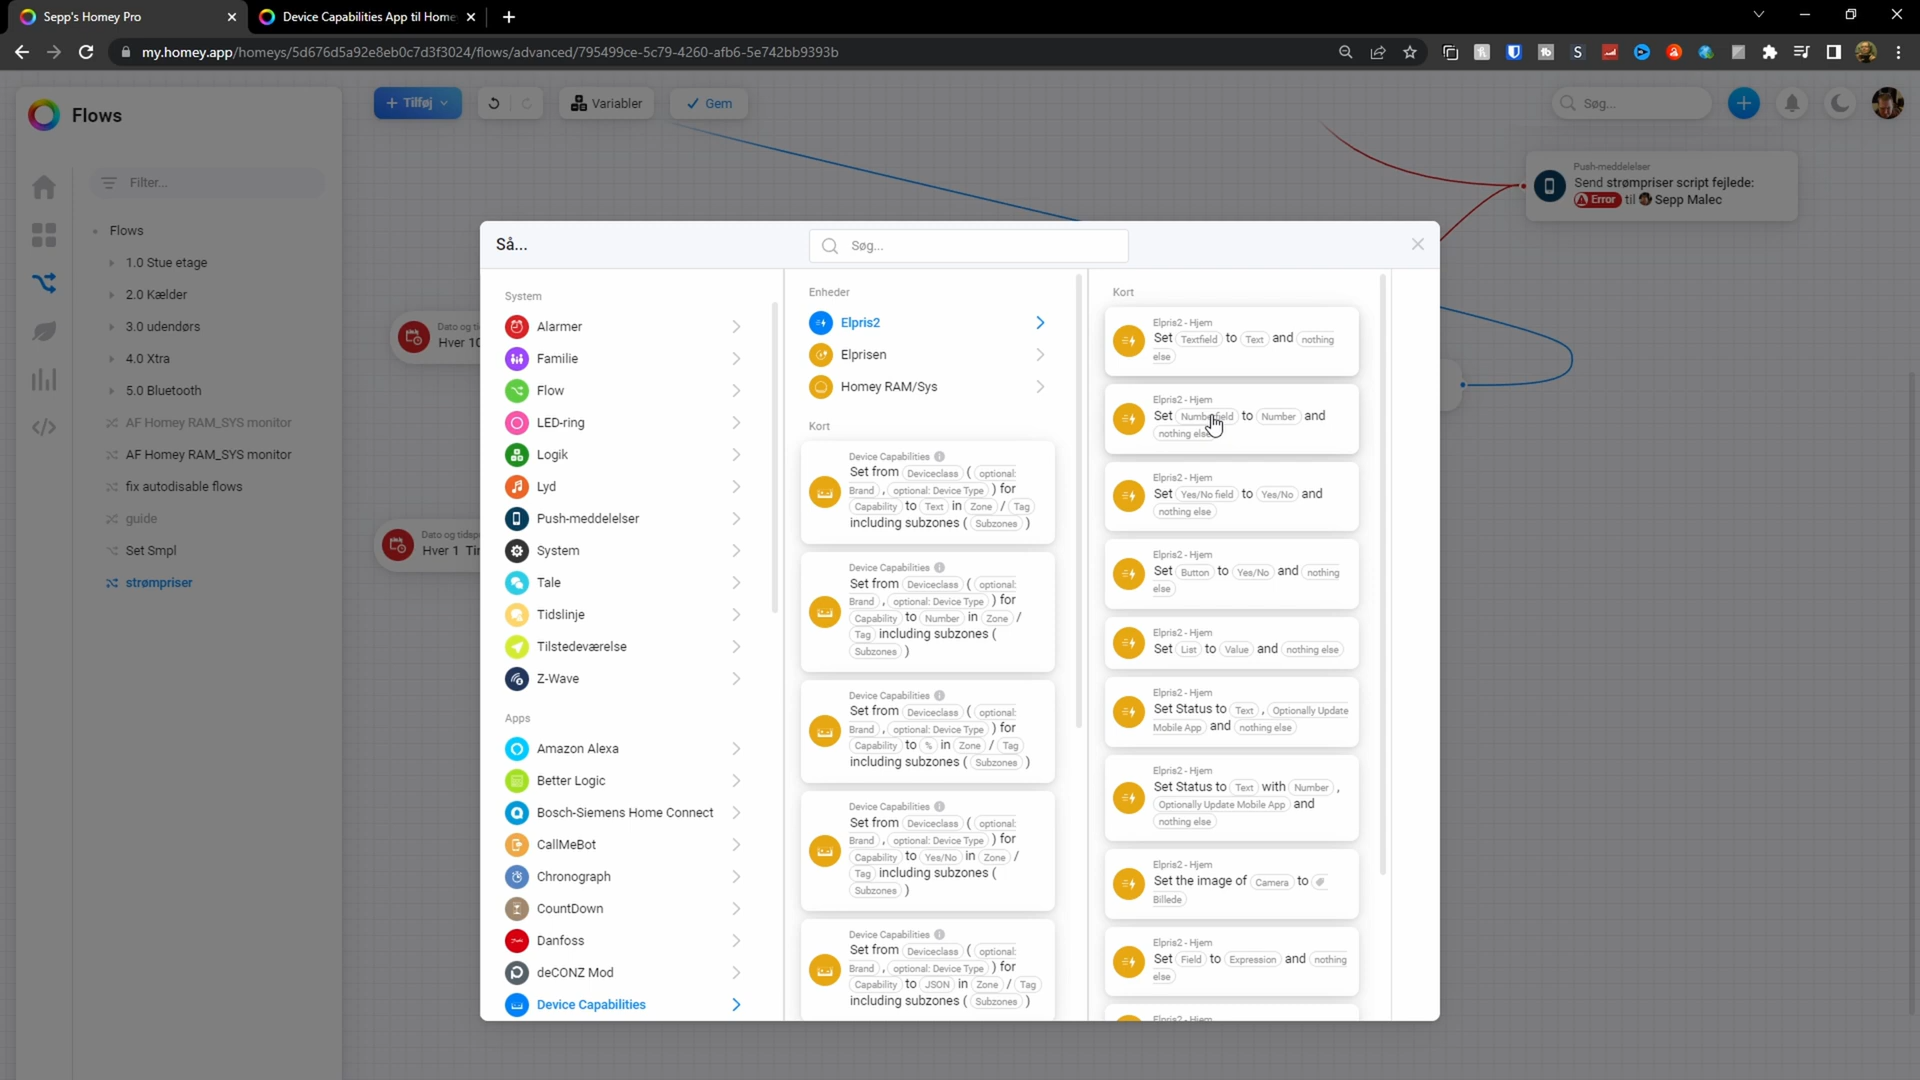 Sepp's Homey Pro
Device Capabilities App til Home
my.homey.app/homeys/5d676d5a92e8eb0c7d3f3024/flows/advanced/795499ce-5c79-4260-afb6-5e742bb9393b
Flows
Tilføj
Variabler
Gem
Søg...
Filter...
Flows
1.0 Stue etage
2.0 Kælder
3.0 udendørs
4.0 Xtra
5.0 Bluetooth
AF Homey RAM_SYS monitor
AF Homey RAM_SYS monitor
fix autodisable flows
guide
Set Smpl
strømpriser
Dato og ti
Hver 10
Dato og tidsp
Hver 1 Ti
Push-meddelelser
Send strømpriser script fejlede:
Error til Sepp Malec
Så...
Søg...
System
Alarmer
Familie
Flow
LED-ring
Logik
Lyd
Push-meddelelser
System
Tale
Tidslinje
Tilstedeværelse
Z-Wave
Apps
Amazon Alexa
Better Logic
Bosch-Siemens Home Connect
CallMeBot
Chronograph
CountDown
Danfoss
deCONZ Mod
Device Capabilities
Enheder
Elpris2
Elprisen
Homey RAM/Sys
Kort
Device Capabilities
Set from Deviceclass ( optional:
Brand , optional: Device Type ) for
Capability to Text in Zone / Tag
including subzones ( Subzones )
Device Capabilities
Set from Deviceclass ( optional:
Brand , optional: Device Type ) for
Capability to Number in Zone /
Tag including subzones (
Subzones )
Device Capabilities
Set from Deviceclass ( optional:
Brand , optional: Device Type ) for
Capability to % in Zone / Tag
including subzones ( Subzones )
Device Capabilities
Set from Deviceclass ( optional:
Brand , optional: Device Type ) for
Capability to Yes/No in Zone /
Tag including subzones (
Subzones )
Device Capabilities
Set from Deviceclass ( optional:
Brand , optional: Device Type ) for
Capability to JSON in Zone / Tag
including subzones ( Subzones )
Kort
Elpris2 - Hjem
Set Textfield to Text and nothing
else
Elpris2 - Hjem
Set Numberfield to Number and
nothing else
Elpris2 - Hjem
Set Yes/No field to Yes/No and
nothing else
Elpris2 - Hjem
Set Button to Yes/No and nothing
else
Elpris2 - Hjem
Set List to Value and nothing else
Elpris2 - Hjem
Set Status to Text , Optionally Update
Mobile App and nothing else
Elpris2 - Hjem
Set Status to Text with Number ,
Optionally Update Mobile App and
nothing else
Elpris2 - Hjem
Set the image of Camera to
Billede
Elpris2 - Hjem
Set Field to Expression and nothing
else
Elpris2 - Hjem